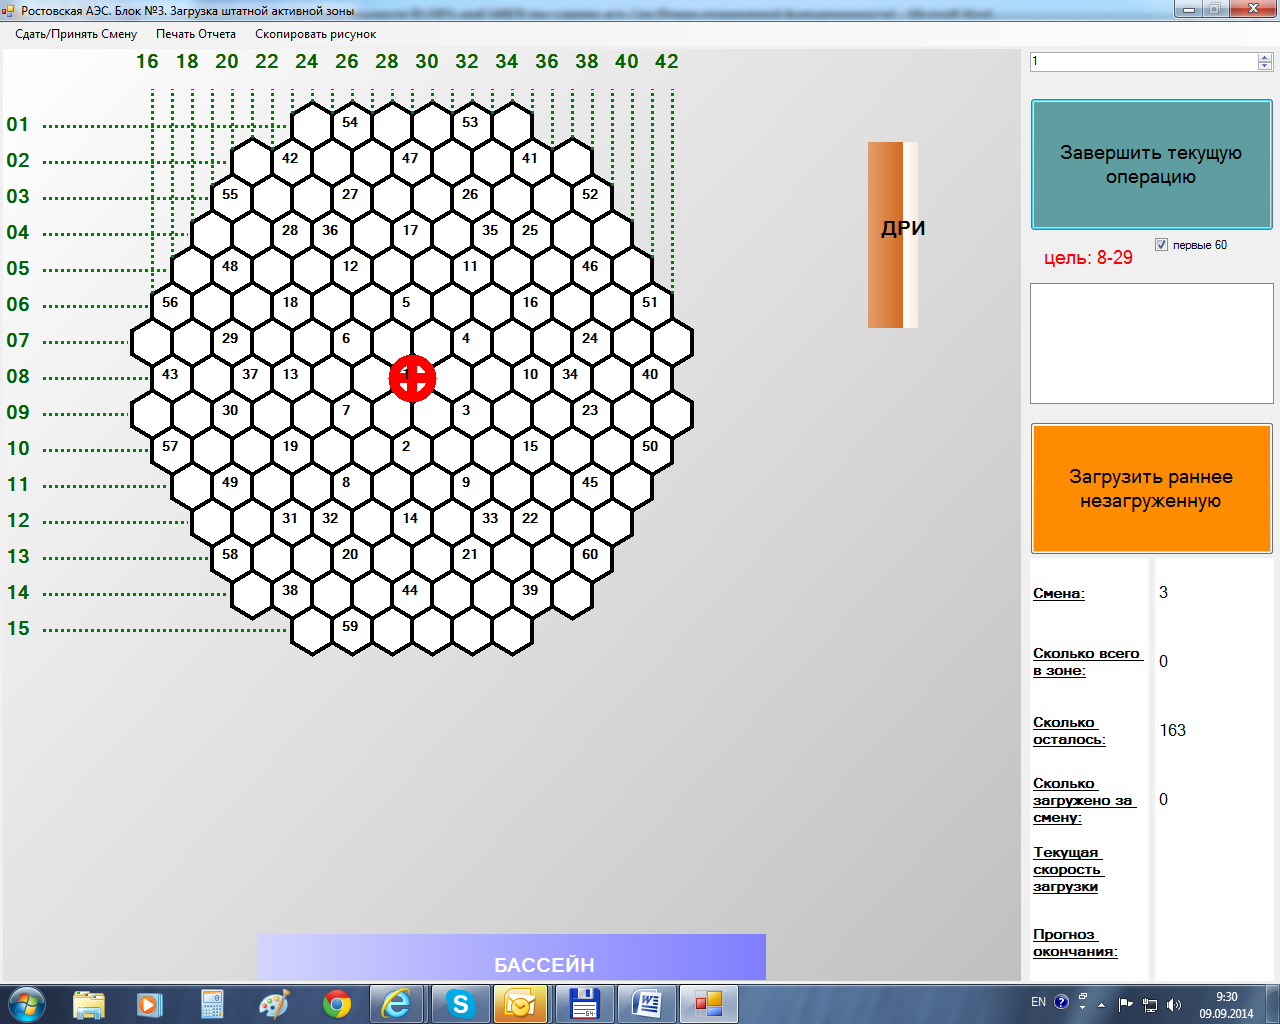 Ростовская АЭС. Блок №3. Загрузка штатной активной зоны
Сдать/Принять Смену Печать Отчета Скопировать рисунок
16 18 20 22 24 26 28 30 32 34 36 38 40 42
1
01 54 53
02 42 47 41
Завершить текущую
операцию
03 55 27 26 52
04 28 36 17 35 25
ДРИ
первые 60
цель: 8-29
05 48 12 11 46
06 56 18 5 16 51
07 29 6 4 24
08 43 37 13 1 10 34 40
09 30 7 3 23
10 57 19 2 15 50
Загрузить раннее
незагруженную
11 49 8 9 45
12 31 32 14 33 22
13 58 20 21 60
14 38 44 39
15 59
Смена: 3
Сколько всего
в зоне: 0
Сколько
осталось: 163
Сколько
загружено за
смену: 0
Текущая
скорость
загрузки
Прогноз
окончания:
БАССЕЙН
EN 9:30
09.09.2014